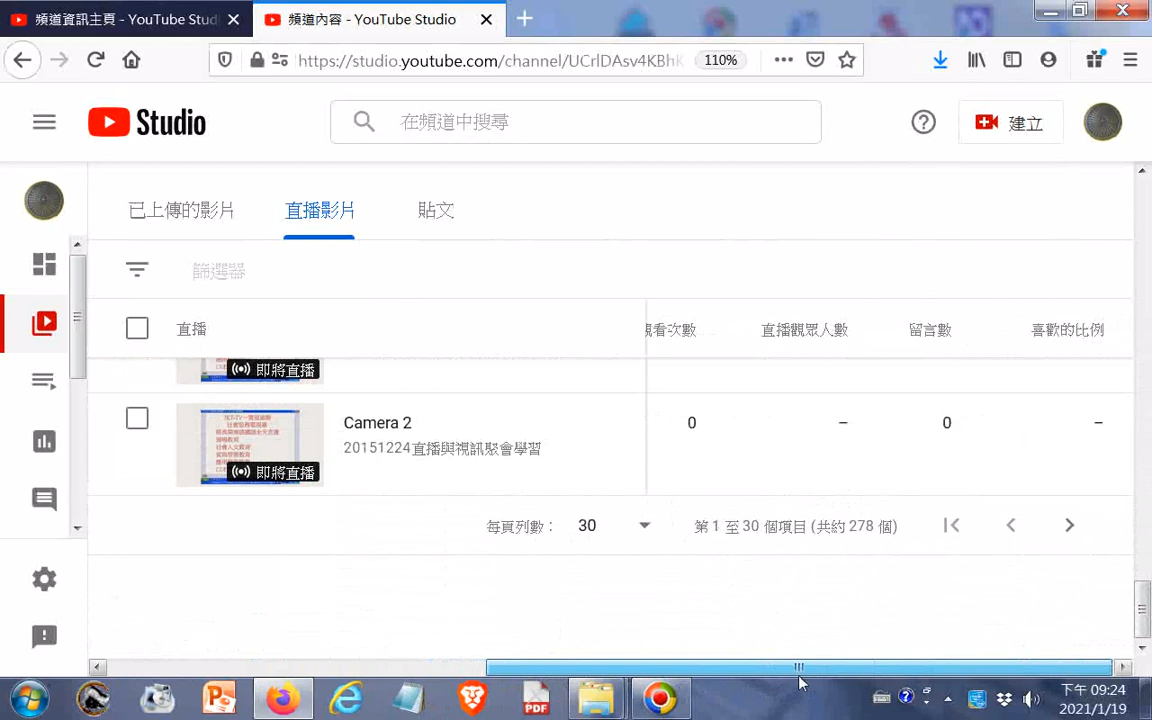 頻道資訊主頁 - YouTube Stud
頻道內容 - YouTube Studio
https://studio.youtube.com/channel/UCrlDAsv4KBhK
110%
Studio
在頻道中搜尋
建立
已上傳的影片
直播影片
貼文
篩選器
直播
看次數
直播觀眾人數
留言數
喜歡的比例
即將直播
Camera 2
0
–
0
–
20151224直播與視訊聚會學習
即將直播
每頁列數：
30
第 1 至 30 個項目 (共約 278 個)
PDF
下午 09:24
2021/1/19